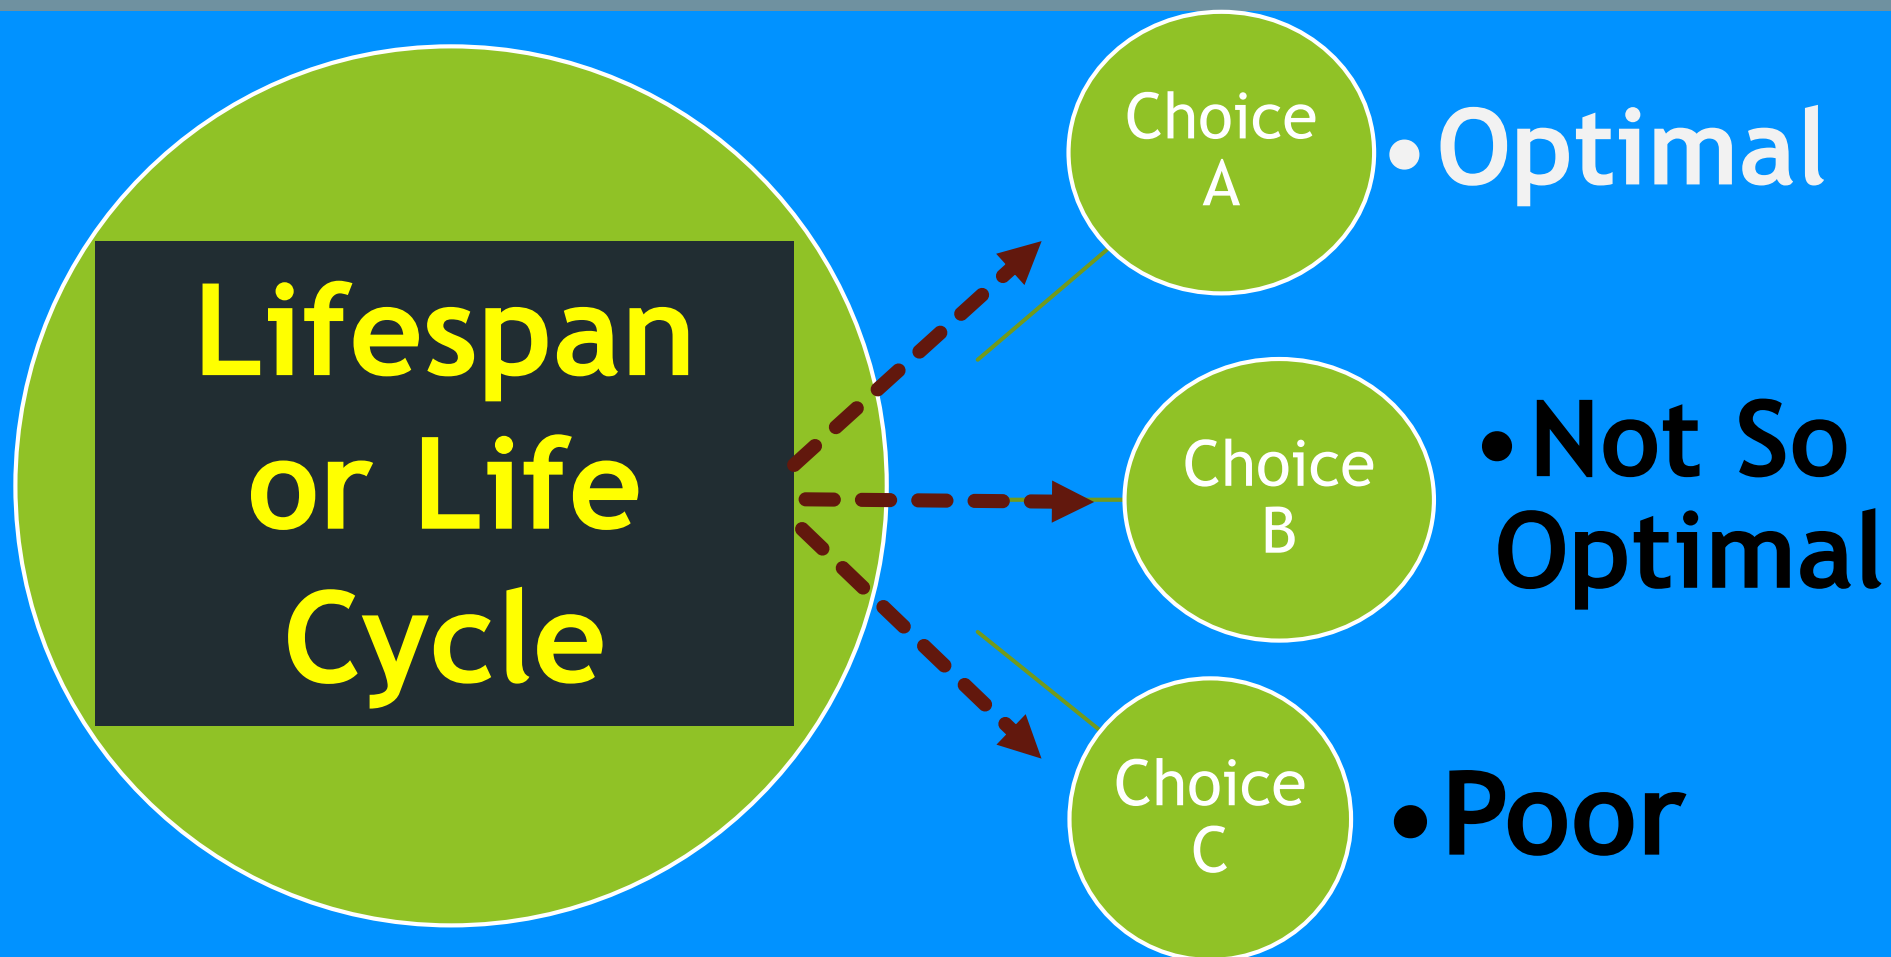 Lifespan
or Life
Cycle
Choice
A
•Optimal
Choice
B
•Not So
Optimal
Choice
C
•Poor